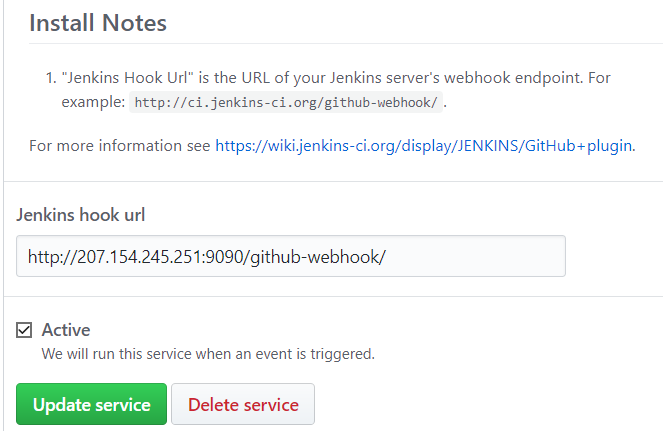 Install Notes
1. "Jenkins Hook Url" is the URL of your Jenkins server's webhook endpoint. For
example: http://ci.jenkins-ci.org/github-webhook/ .
For more information see https://wiki.jenkins-ci.org/display/JENKINS/GitHub+plugin.
Jenkins hook url
http://207.154.245.251:9090/github-webhook/
Active
We will run this service when an event is triggered.
Update service Delete service